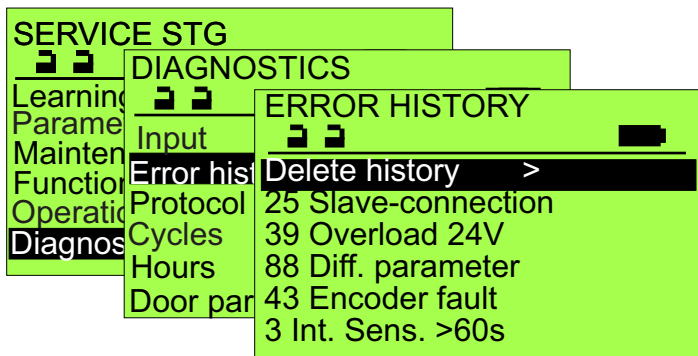 SERVICE STG
Learning
Parame
Mainten
Function
Operatio
Diagnos
DIAGNOSTICS
Input
Error hist
Protocol
Cycles
Hours
Door par
ERROR HISTORY
Delete history >
25 Slave-connection
39 Overload 24V
88 Diff. parameter
43 Encoder fault
3 Int. Sens. >60s